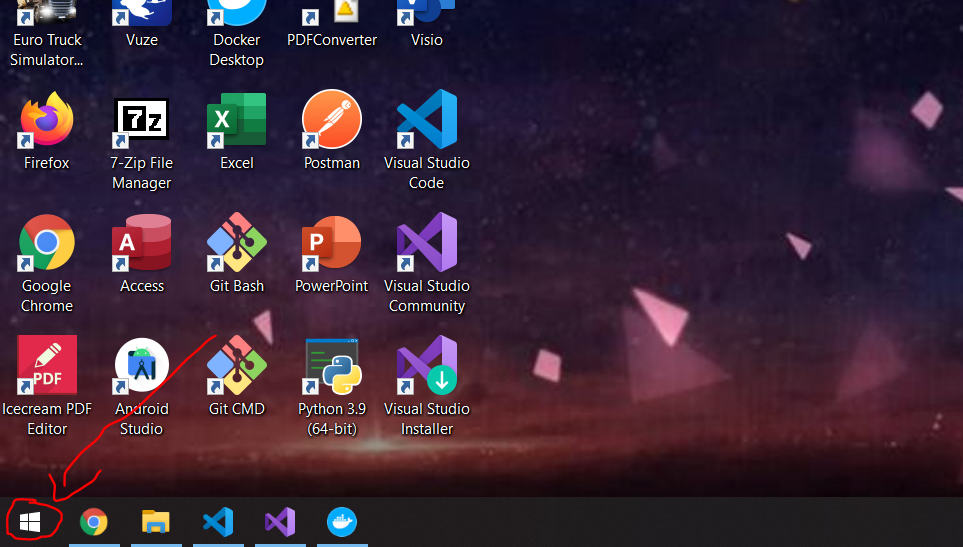 Euro Truck
Simulator...
Vuze
Docker
Desktop
PDFConverter
Visio
Firefox
7z
7-Zip File
Manager
X
Excel
Postman
Visual Studio
Code
Google
Chrome
A
Access
Git Bash
P
PowerPoint
Visual Studio
Community
PDF
Icecream PDF
Editor
Android
Studio
Git CMD
Python 3.9
(64-bit)
Visual Studio
Installer